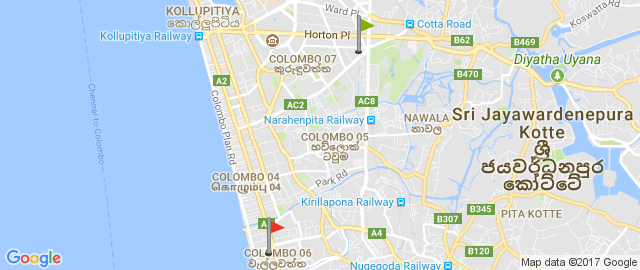 Ward Pl
KOLLUPITIYA
කොල්ලුපිටිය
Cotta Road
Koswatta Rd
Kollupitiya Railway
Horton Pl
B62
B469
COLOMBO 07
කුරුඳුවත්ත
Diyatha Uyana
B470
A2
Chennai to Colombo
AC2
AC8
Colombo Plan Rd
Narahenpita Railway
NAWALA
නාවල
Sri Jayawardenepura
Kotte
ශ්‍රී
ජයවර්ධනපුර
කෝට්ටේ
COLOMBO 05
හැව්ලොක්
ටවුම
COLOMBO 04
கொழும்பு 04
Park Rd
Kirillapona Railway
B345
PITA KOTTE
B307
A4
B120
COLOMBO 06
වැල්ලවත්ත
Nugegoda Railway
Google
Map data ©2017 Google